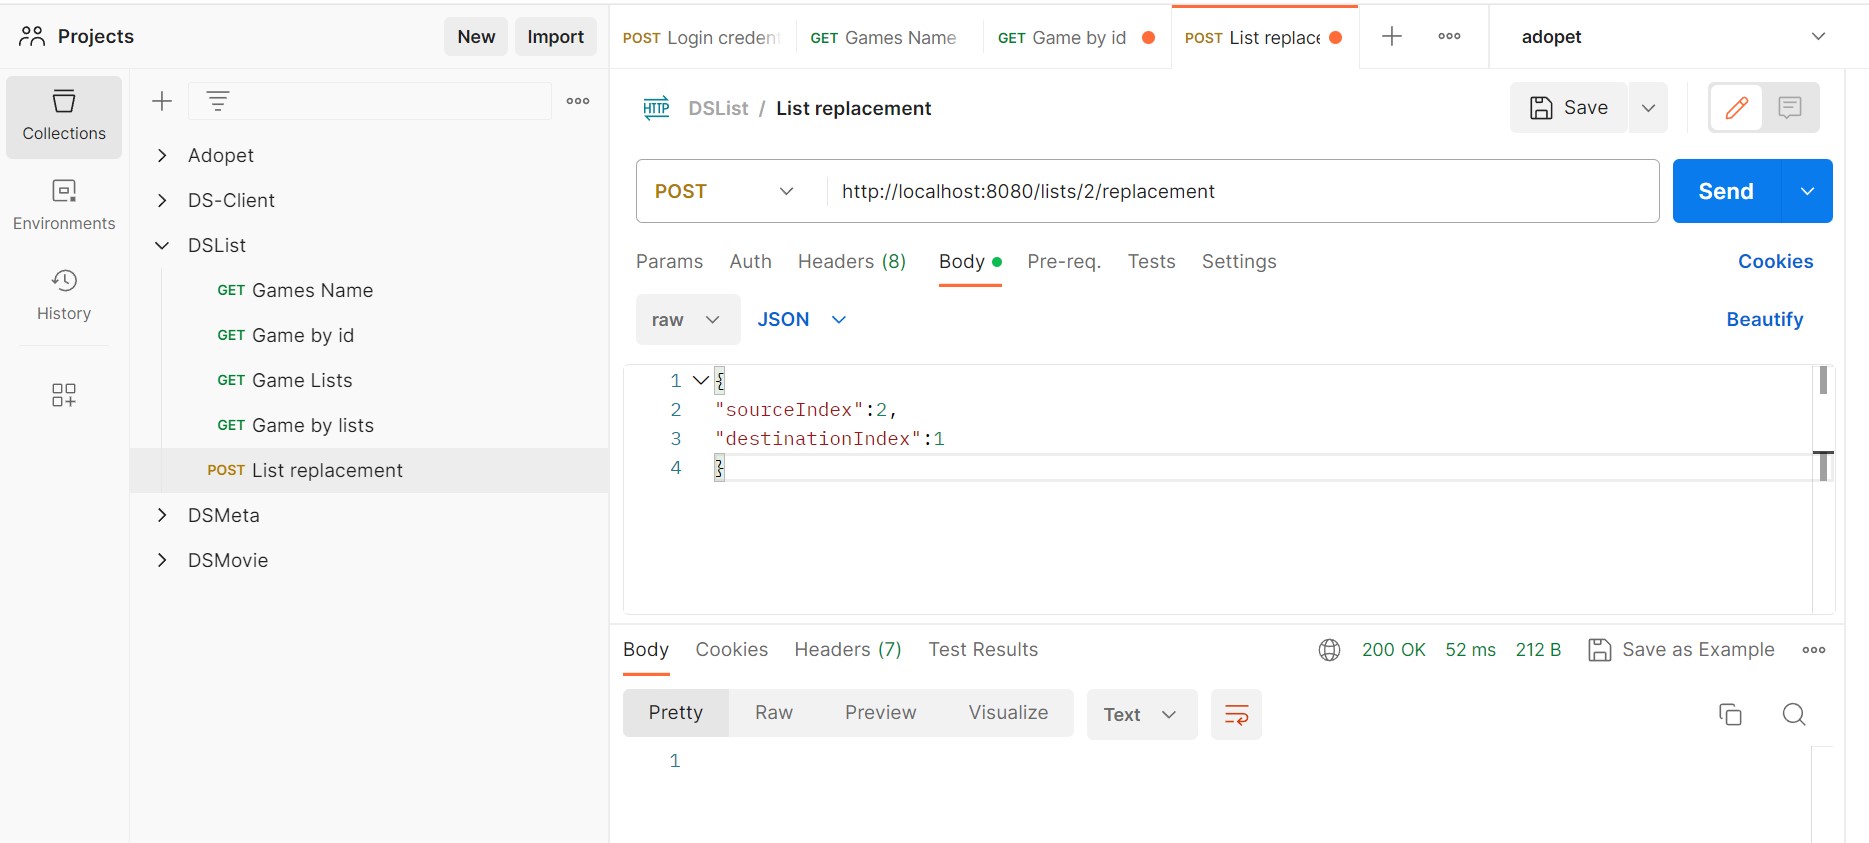 Projects
New
Import
POST Login creden
GET Games Name
GET Game by id
POST List replac
adopet
Collections
Environments
History
Adopet
DS-Client
DSList
GET Games Name
GET Game by id
GET Game Lists
GET Game by lists
POST List replacement
DSMeta
DSMovie
HTTP DSList / List replacement
Save
POST http://localhost:8080/lists/2/replacement
Send
Params Auth Headers (8) Body Pre-req. Tests Settings Cookies
raw JSON Beautify
1 {
2 "sourceIndex":2,
3 "destinationIndex":1
4 }
Body Cookies Headers (7) Test Results 200 OK 52 ms 212 B Save as Example
Pretty Raw Preview Visualize Text
1